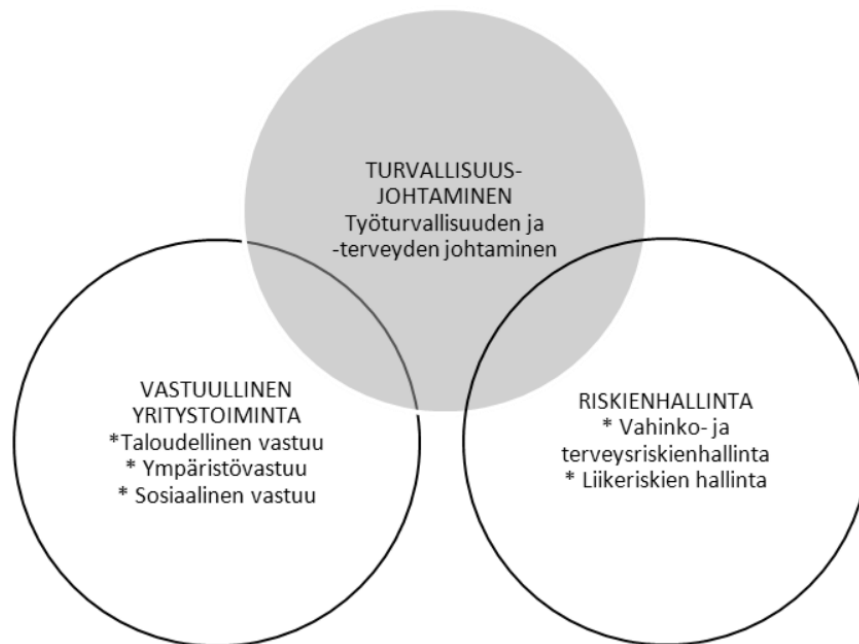 TURVALLISUUS-
JOHTAMINEN
Työturvallisuuden ja
-terveyden johtaminen
VASTUULLINEN
YRITYSTOIMINTA
*Taloudellinen vastuu
* Ympäristövastuu
* Sosiaalinen vastuu
RISKIENHALLINTA
* Vahinko- ja
terveysriskienhallinta
* Liikeriskien hallinta